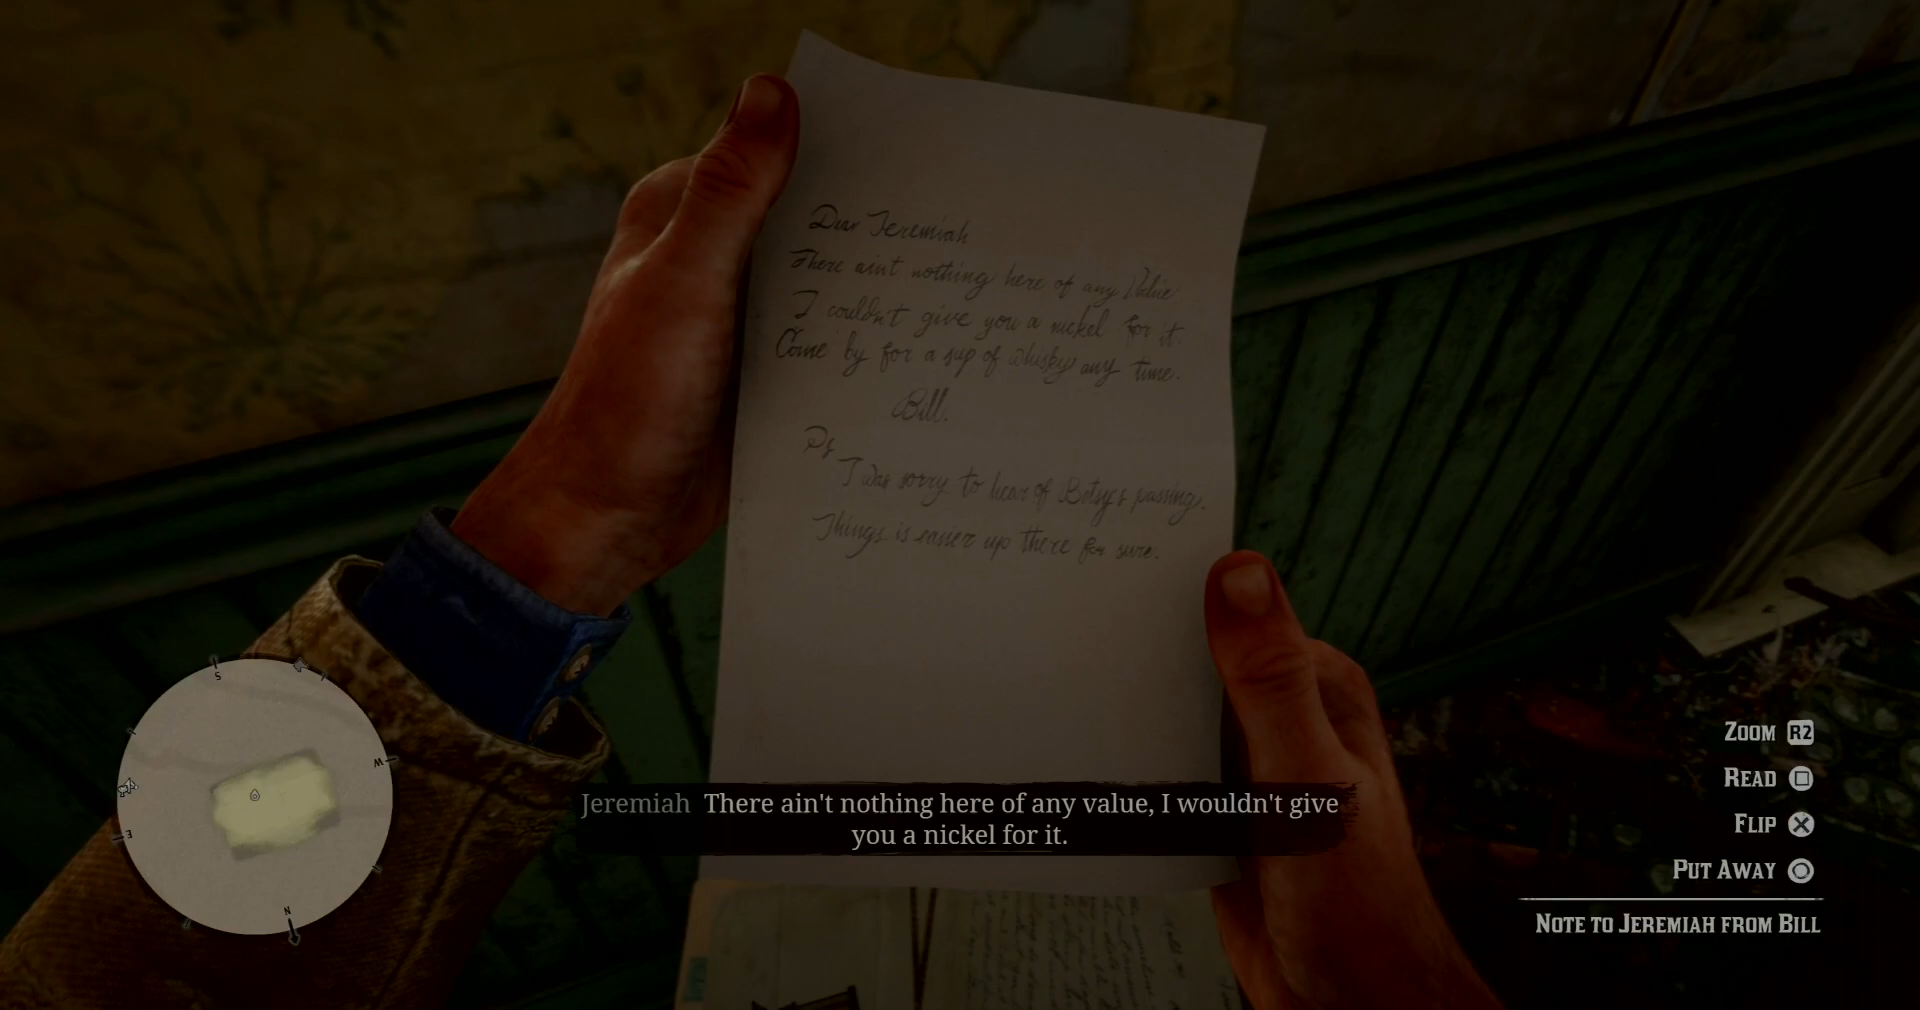 Dear Jeremiah
There aint nothing here of any Value
I couldn't give you a nickel for it.
Come by for a sup of whisky any time.
Bill.
Ps
I was sorry to hear of Betsys passing.
Things is easier up there for sure.
S
W
E
N
Jeremiah There ain't nothing here of any value, I wouldn't give
you a nickel for it.
ZOOM R2
READ
FLIP
PUT AWAY
NOTE TO JEREMIAH FROM BILL